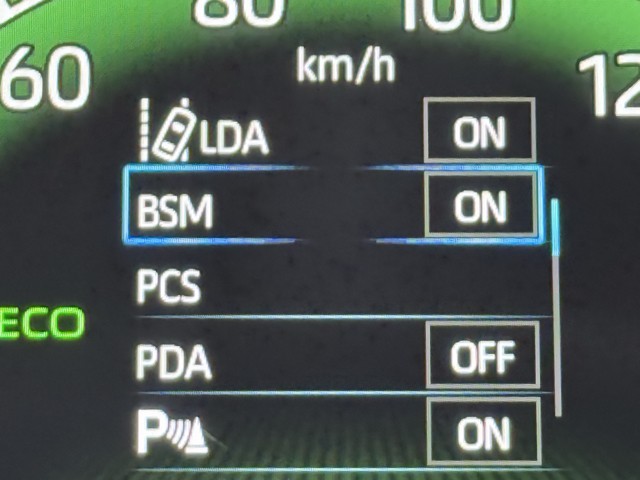 80 100
60 km/h 12
LDA ON
BSM ON
PCS
ECO
PDA OFF
P ON